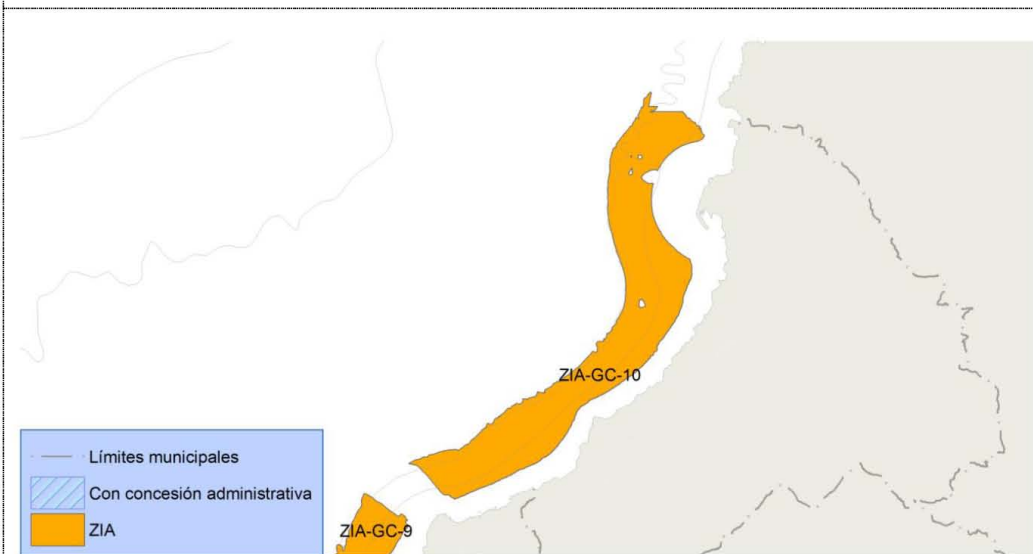 ZIA-GC-10
Límites municipales
Con concesión administrativa
ZIA
ZIA-GC-9